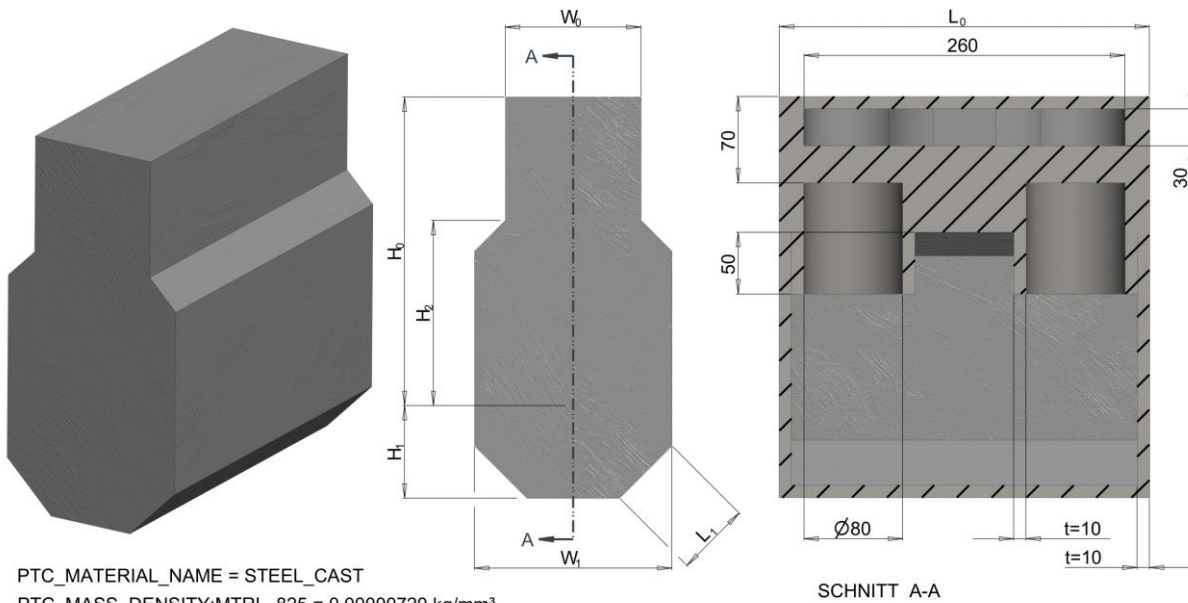 W₀
L₀
A
260
70
30
H₀
H₂
50
H₁
L₁
A
W₁
Ø80
t=10
t=10
PTC_MATERIAL_NAME = STEEL_CAST
SCHNITT A-A